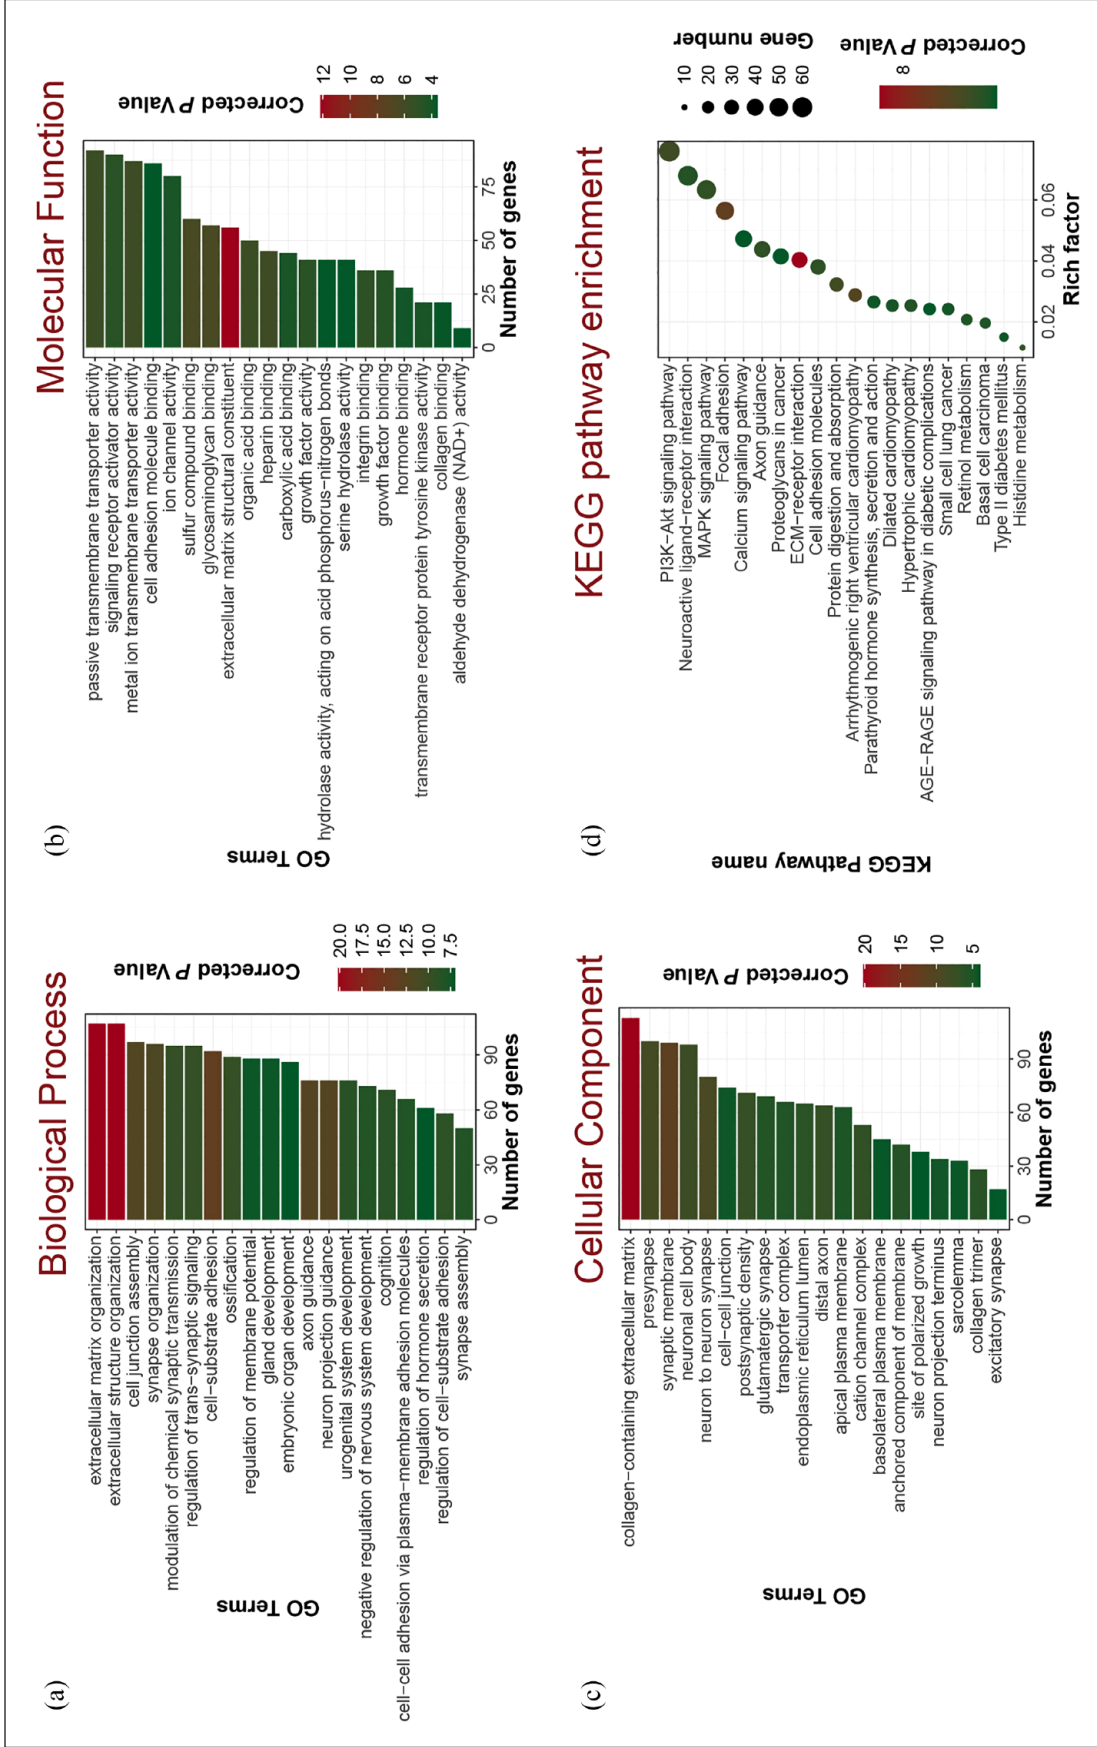 (a)
Biological Process
GO Terms
extracellular matrix organization
extracellular structure organization
cell junction assembly
synapse organization
modulation of chemical synaptic transmission
regulation of trans−synaptic signaling
cell−substrate adhesion
ossification
regulation of membrane potential
gland development
embryonic organ development
axon guidance
neuron projection guidance
urogenital system development
negative regulation of nervous system development
cognition
cell−cell adhesion via plasma−membrane adhesion molecules
regulation of hormone secretion
regulation of cell−substrate adhesion
synapse assembly
0 30 60 90
Number of genes
Corrected P Value
20.0
17.5
15.0
12.5
10.0
7.5
(b)
Molecular Function
GO Terms
passive transmembrane transporter activity
signaling receptor activator activity
metal ion transmembrane transporter activity
cell adhesion molecule binding
ion channel activity
sulfur compound binding
glycosaminoglycan binding
extracellular matrix structural constituent
organic acid binding
heparin binding
carboxylic acid binding
growth factor activity
hydrolase activity, acting on acid phosphorus−nitrogen bonds
serine hydrolase activity
integrin binding
growth factor binding
hormone binding
transmembrane receptor protein tyrosine kinase activity
collagen binding
aldehyde dehydrogenase (NAD+) activity
0 25 50 75
Number of genes
Corrected P Value
12
10
8
6
4
(c)
Cellular Component
GO Terms
collagen−containing extracellular matrix
presynapse
synaptic membrane
neuronal cell body
neuron to neuron synapse
cell−cell junction
postsynaptic density
glutamatergic synapse
transporter complex
endoplasmic reticulum lumen
distal axon
apical plasma membrane
cation channel complex
basolateral plasma membrane
anchored component of membrane
site of polarized growth
neuron projection terminus
sarcolemma
collagen trimer
excitatory synapse
0 30 60 90
Number of genes
Corrected P Value
20
15
10
5
(d)
KEGG pathway enrichment
KEGG Pathway name
PI3K−Akt signaling pathway
Neuroactive ligand−receptor interaction
MAPK signaling pathway
Focal adhesion
Calcium signaling pathway
Axon guidance
Proteoglycans in cancer
ECM−receptor interaction
Cell adhesion molecules
Protein digestion and absorption
Arrhythmogenic right ventricular cardiomyopathy
Parathyroid hormone synthesis, secretion and action
Dilated cardiomyopathy
Hypertrophic cardiomyopathy
AGE−RAGE signaling pathway in diabetic complications
Small cell lung cancer
Retinol metabolism
Basal cell carcinoma
Type II diabetes mellitus
Histidine metabolism
0.02 0.04 0.06
Rich factor
Gene number
10
20
30
40
50
60
Corrected P Value
8